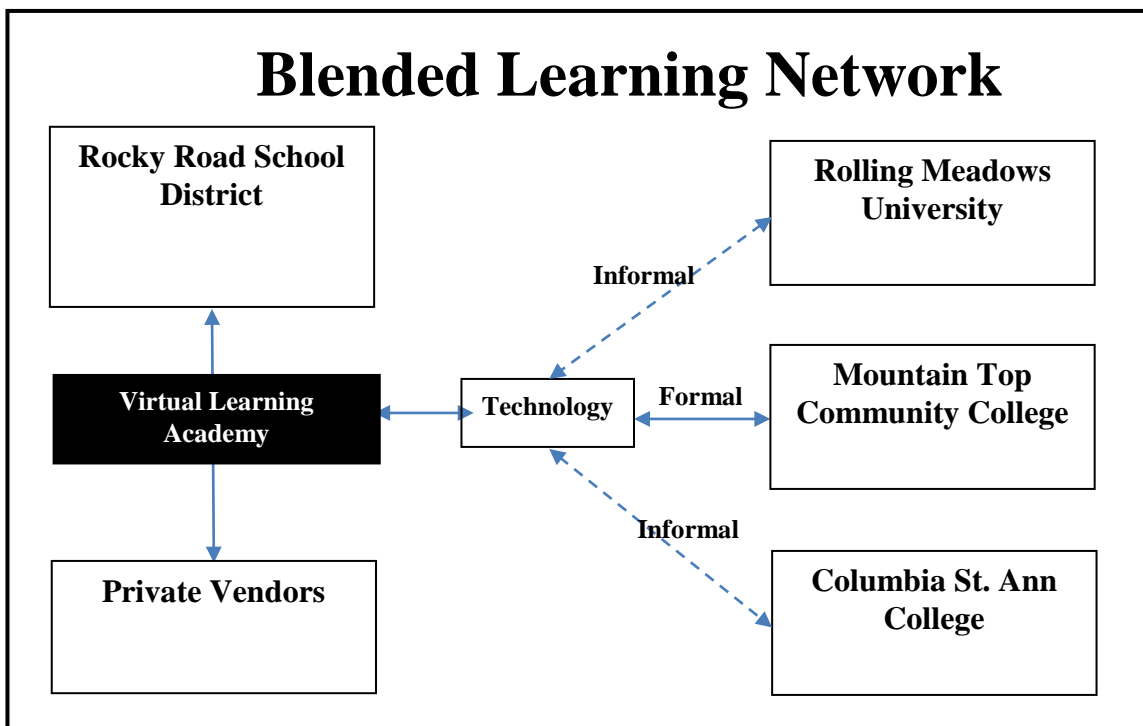 Blended Learning Network
Rocky Road School
District
Rolling Meadows
University
Informal
Virtual Learning
Academy
Technology
Formal
Mountain Top
Community College
Informal
Private Vendors
Columbia St. Ann
College